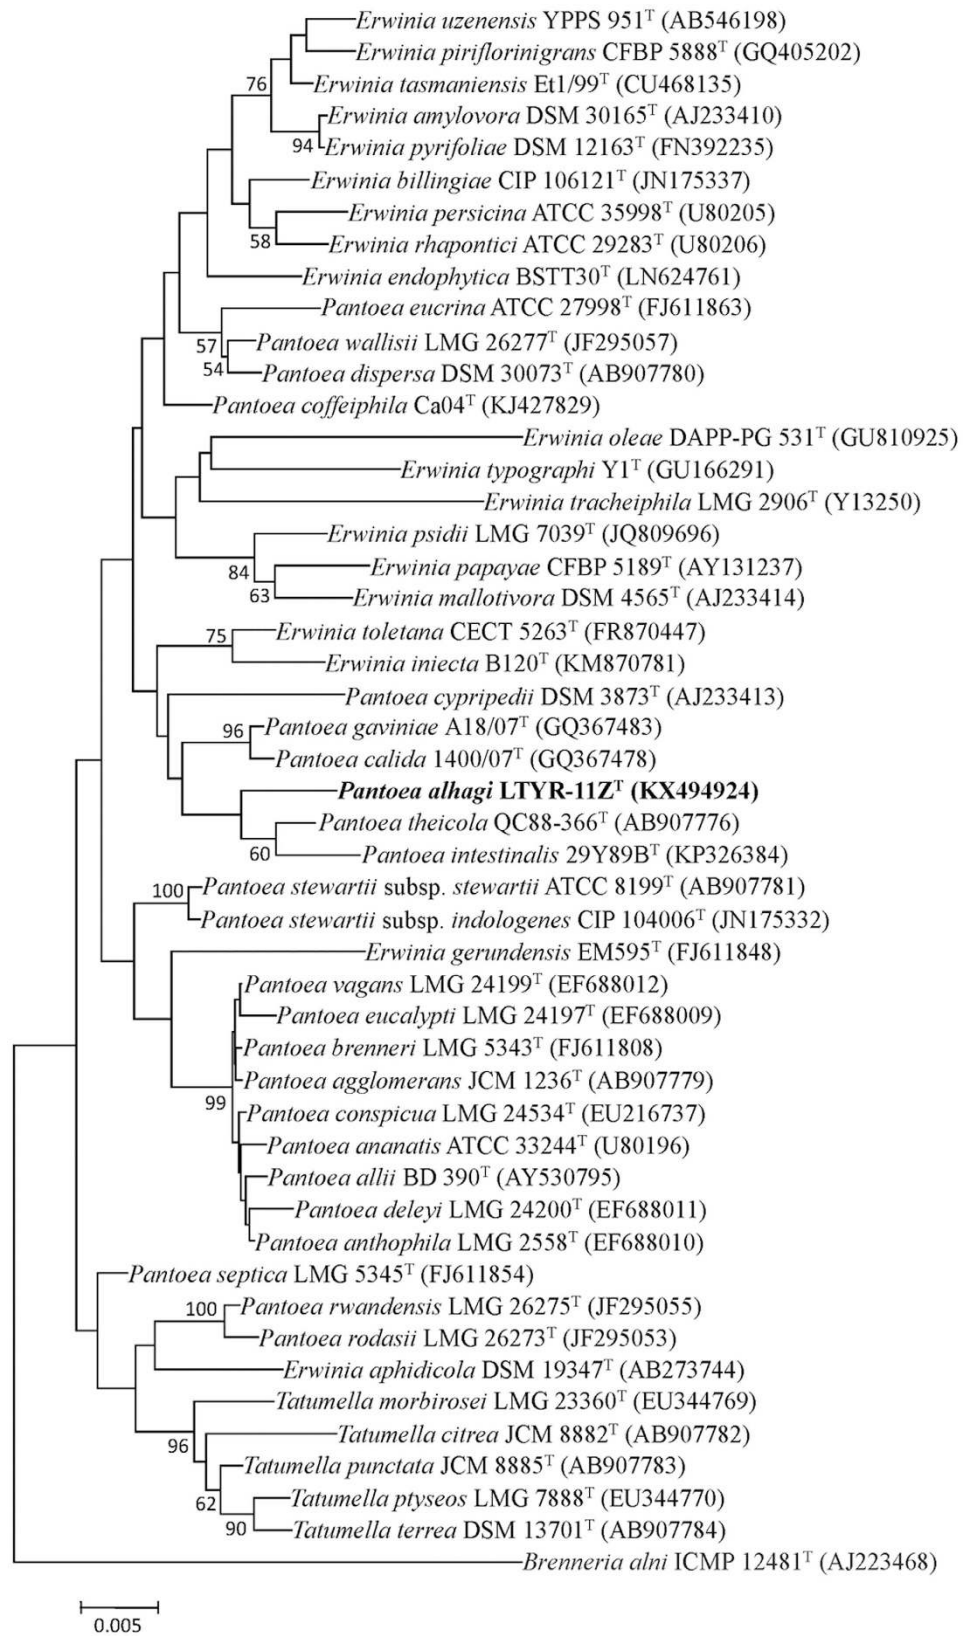 Erwinia uzenensis YPPS 951ᵀ (AB546198)
Erwinia piriflorinigrans CFBP 5888ᵀ (GQ405202)
76
Erwinia tasmaniensis Et1/99ᵀ (CU468135)
Erwinia amylovora DSM 30165ᵀ (AJ233410)
94
Erwinia pyrifoliae DSM 12163ᵀ (FN392235)
Erwinia billingiae CIP 106121ᵀ (JN175337)
Erwinia persicina ATCC 35998ᵀ (U80205)
58
Erwinia rhapontici ATCC 29283ᵀ (U80206)
Erwinia endophytica BSTT30ᵀ (LN624761)
Pantoea eucrina ATCC 27998ᵀ (FJ611863)
57
Pantoea wallisii LMG 26277ᵀ (JF295057)
54
Pantoea dispersa DSM 30073ᵀ (AB907780)
Pantoea coffeiphila Ca04ᵀ (KJ427829)
Erwinia oleae DAPP-PG 531ᵀ (GU810925)
Erwinia typographi Y1ᵀ (GU166291)
Erwinia tracheiphila LMG 2906ᵀ (Y13250)
Erwinia psidii LMG 7039ᵀ (JQ809696)
84
Erwinia papayae CFBP 5189ᵀ (AY131237)
63
Erwinia mallotivora DSM 4565ᵀ (AJ233414)
75
Erwinia toletana CECT 5263ᵀ (FR870447)
Erwinia iniecta B120ᵀ (KM870781)
Pantoea cypripedii DSM 3873ᵀ (AJ233413)
96
Pantoea gaviniae A18/07ᵀ (GQ367483)
Pantoea calida 1400/07ᵀ (GQ367478)
Pantoea alhagi LTYR-11Zᵀ (KX494924)
Pantoea theicola QC88-366ᵀ (AB907776)
60
Pantoea intestinalis 29Y89Bᵀ (KP326384)
100
Pantoea stewartii subsp. stewartii ATCC 8199ᵀ (AB907781)
Pantoea stewartii subsp. indologenes CIP 104006ᵀ (JN175332)
Erwinia gerundensis EM595ᵀ (FJ611848)
Pantoea vagans LMG 24199ᵀ (EF688012)
Pantoea eucalypti LMG 24197ᵀ (EF688009)
Pantoea brenneri LMG 5343ᵀ (FJ611808)
Pantoea agglomerans JCM 1236ᵀ (AB907779)
99
Pantoea conspicua LMG 24534ᵀ (EU216737)
Pantoea ananatis ATCC 33244ᵀ (U80196)
Pantoea allii BD 390ᵀ (AY530795)
Pantoea deleyi LMG 24200ᵀ (EF688011)
Pantoea anthophila LMG 2558ᵀ (EF688010)
Pantoea septica LMG 5345ᵀ (FJ611854)
100
Pantoea rwandensis LMG 26275ᵀ (JF295055)
Pantoea rodasii LMG 26273ᵀ (JF295053)
Erwinia aphidicola DSM 19347ᵀ (AB273744)
Tatumella morbirosei LMG 23360ᵀ (EU344769)
96
Tatumella citrea JCM 8882ᵀ (AB907782)
Tatumella punctata JCM 8885ᵀ (AB907783)
62
Tatumella ptyseos LMG 7888ᵀ (EU344770)
90
Tatumella terrea DSM 13701ᵀ (AB907784)
Brenneria alni ICMP 12481ᵀ (AJ223468)
0.005